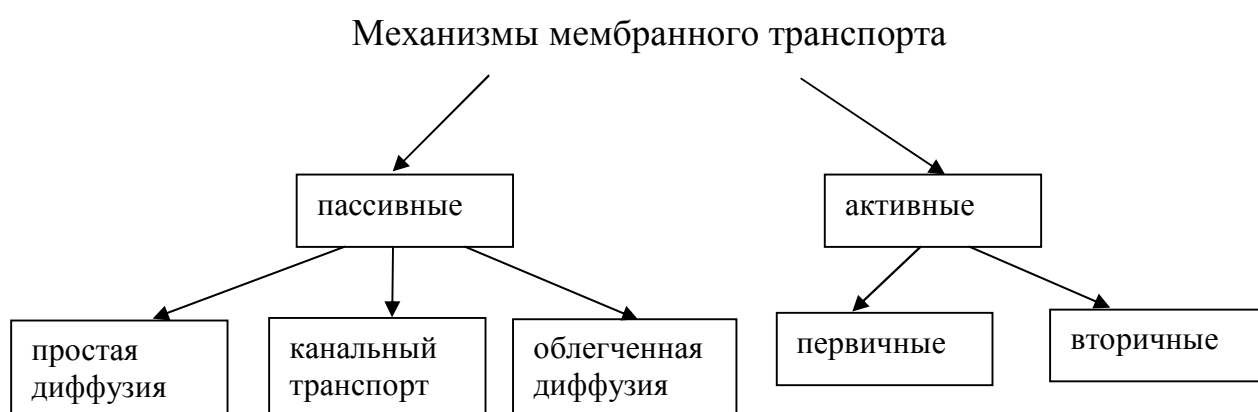 Механизмы мембранного транспорта
пассивные
активные
простая
диффузия
канальный
транспорт
облегченная
диффузия
первичные
вторичные